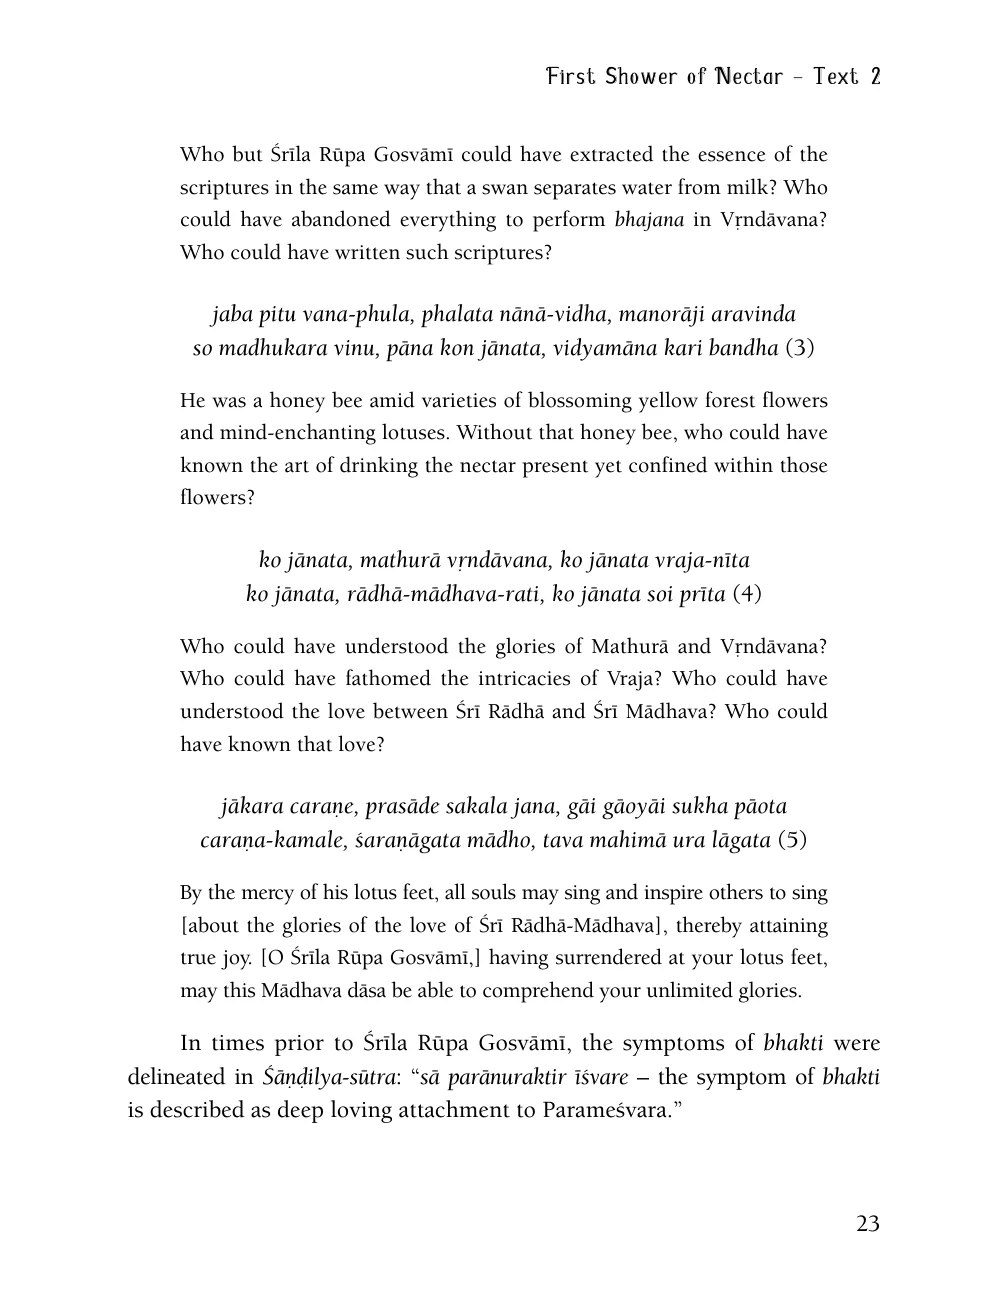 First Shower of Nectar – Text 2
Who but Śrīla Rūpa Gosvāmī could have extracted the essence of the
scriptures in the same way that a swan separates water from milk? Who
could have abandoned everything to perform bhajana in Vṛndāvana?
Who could have written such scriptures?
jaba pitu vana-phula, phalata nānā-vidha, manorāji aravinda
so madhukara vinu, pāna kon jānata, vidyamāna kari bandha (3)
He was a honey bee amid varieties of blossoming yellow forest flowers
and mind-enchanting lotuses. Without that honey bee, who could have
known the art of drinking the nectar present yet confined within those
flowers?
ko jānata, mathurā vṛndāvana, ko jānata vraja-nīta
ko jānata, rādhā-mādhava-rati, ko jānata soi prīta (4)
Who could have understood the glories of Mathurā and Vṛndāvana?
Who could have fathomed the intricacies of Vraja? Who could have
understood the love between Śrī Rādhā and Śrī Mādhava? Who could
have known that love?
jākara caraṇe, prasāde sakala jana, gāi gāoyāi sukha pāota
caraṇa-kamale, śaraṇāgata mādho, tava mahimā ura lāgata (5)
By the mercy of his lotus feet, all souls may sing and inspire others to sing
[about the glories of the love of Śrī Rādhā-Mādhava], thereby attaining
true joy. [O Śrīla Rūpa Gosvāmī,] having surrendered at your lotus feet,
may this Mādhava dāsa be able to comprehend your unlimited glories.
In times prior to Śrīla Rūpa Gosvāmī, the symptoms of bhakti were
delineated in Śāṇḍilya-sūtra: “sā parānuraktir īśvare – the symptom of bhakti
is described as deep loving attachment to Parameśvara.”
23